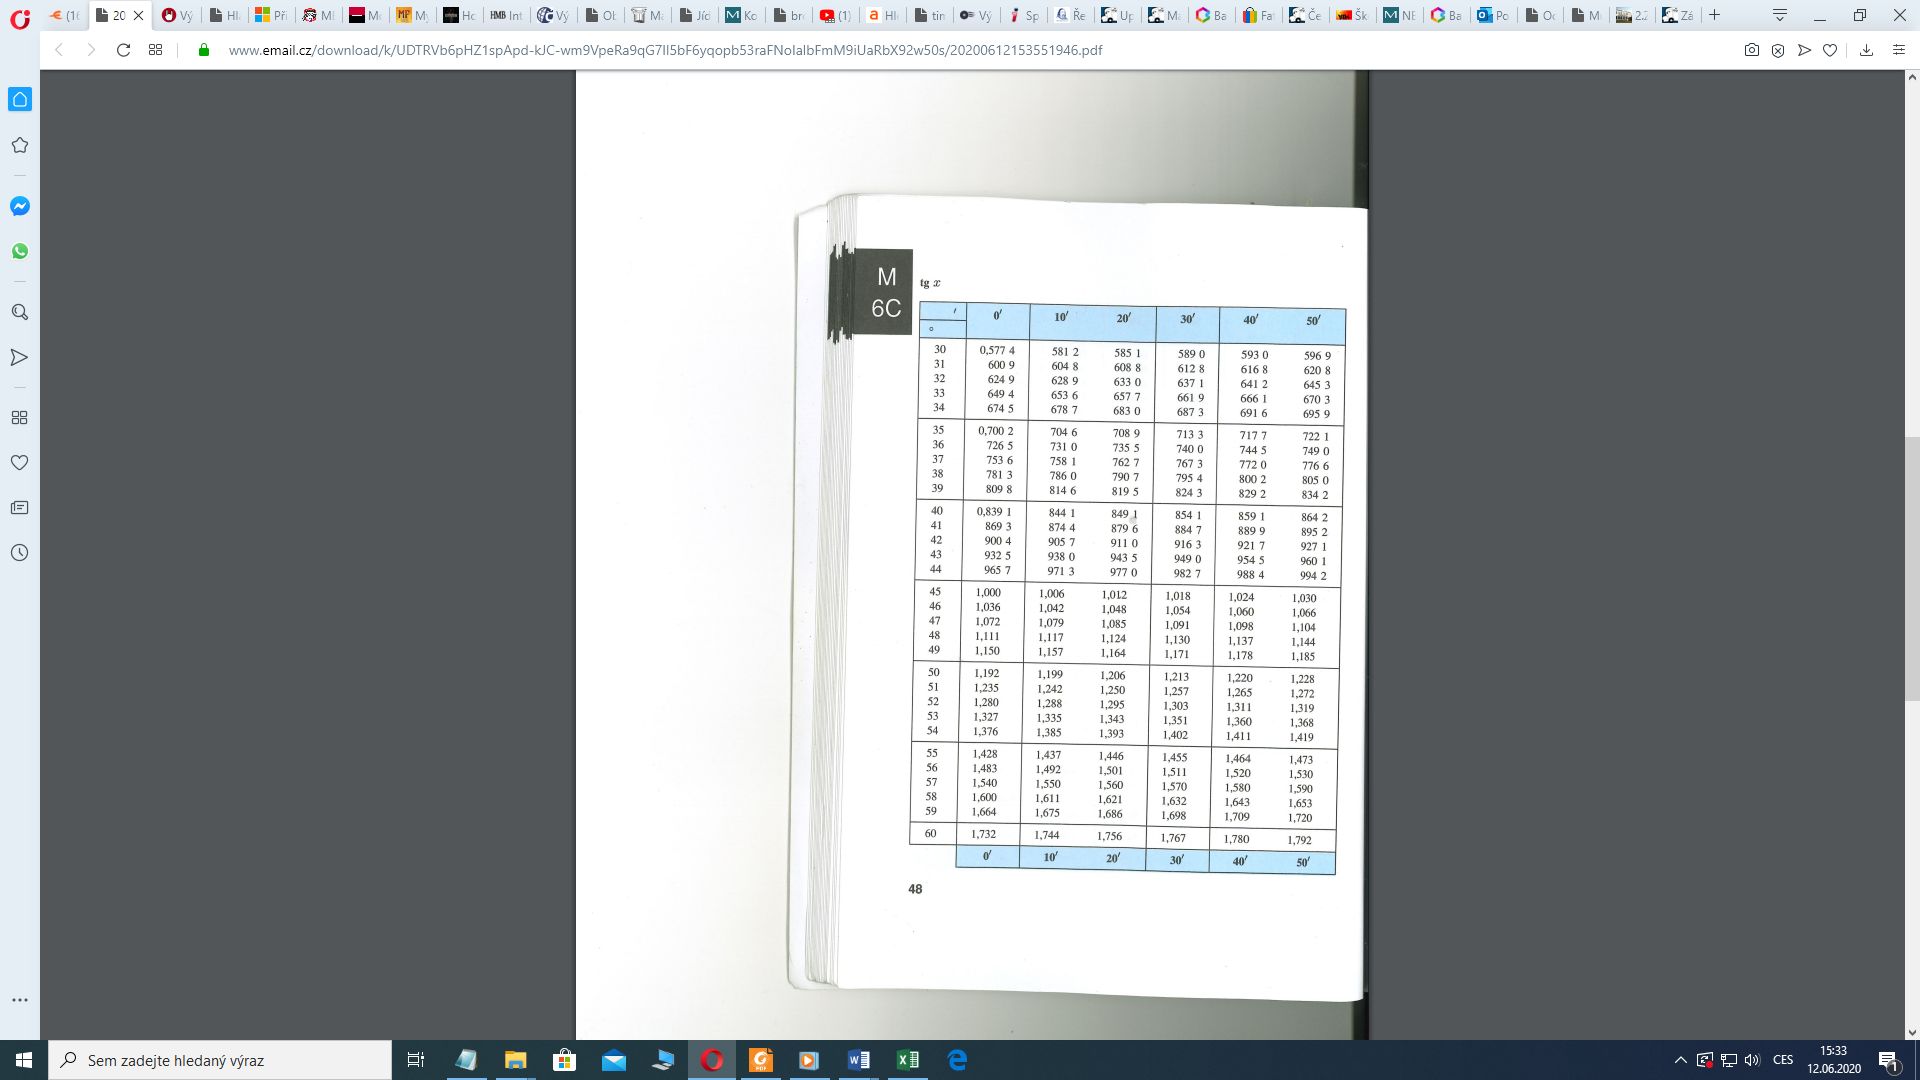 20
www.email.cz/download/k/UDTRVb6pHZ1spApd-kJC-wm9VpeRa9qG7Il5bF6yqopb53raFNoIalbFmM9iUaRbX92w50s/20200612153551946.pdf
M
6C
tg x
′ 0′ 10′ 20′ 30′ 40′ 50′
°
30 0,577 4 581 2 585 1 589 0 593 0 596 9
31 600 9 604 8 608 8 612 8 616 8 620 8
32 624 9 628 9 633 0 637 1 641 2 645 3
33 649 4 653 6 657 7 661 9 666 1 670 3
34 674 5 678 7 683 0 687 3 691 6 695 9
35 0,700 2 704 6 708 9 713 3 717 7 722 1
36 726 5 731 0 735 5 740 0 744 5 749 0
37 753 6 758 1 762 7 767 3 772 0 776 6
38 781 3 786 0 790 7 795 4 800 2 805 0
39 809 8 814 6 819 5 824 3 829 2 834 2
40 0,839 1 844 1 849 1 854 1 859 1 864 2
41 869 3 874 4 879 6 884 7 889 9 895 2
42 900 4 905 7 911 0 916 3 921 7 927 1
43 932 5 938 0 943 5 949 0 954 5 960 1
44 965 7 971 3 977 0 982 7 988 4 994 2
45 1,000 1,006 1,012 1,018 1,024 1,030
46 1,036 1,042 1,048 1,054 1,060 1,066
47 1,072 1,079 1,085 1,091 1,098 1,104
48 1,111 1,117 1,124 1,130 1,137 1,144
49 1,150 1,157 1,164 1,171 1,178 1,185
50 1,192 1,199 1,206 1,213 1,220 1,228
51 1,235 1,242 1,250 1,257 1,265 1,272
52 1,280 1,288 1,295 1,303 1,311 1,319
53 1,327 1,335 1,343 1,351 1,360 1,368
54 1,376 1,385 1,393 1,402 1,411 1,419
55 1,428 1,437 1,446 1,455 1,464 1,473
56 1,483 1,492 1,501 1,511 1,520 1,530
57 1,540 1,550 1,560 1,570 1,580 1,590
58 1,600 1,611 1,621 1,632 1,643 1,653
59 1,664 1,675 1,686 1,698 1,709 1,720
60 1,732 1,744 1,756 1,767 1,780 1,792
0′ 10′ 20′ 30′ 40′ 50′
48
Sem zadejte hledaný výraz
CES
15:33
12.06.2020
1